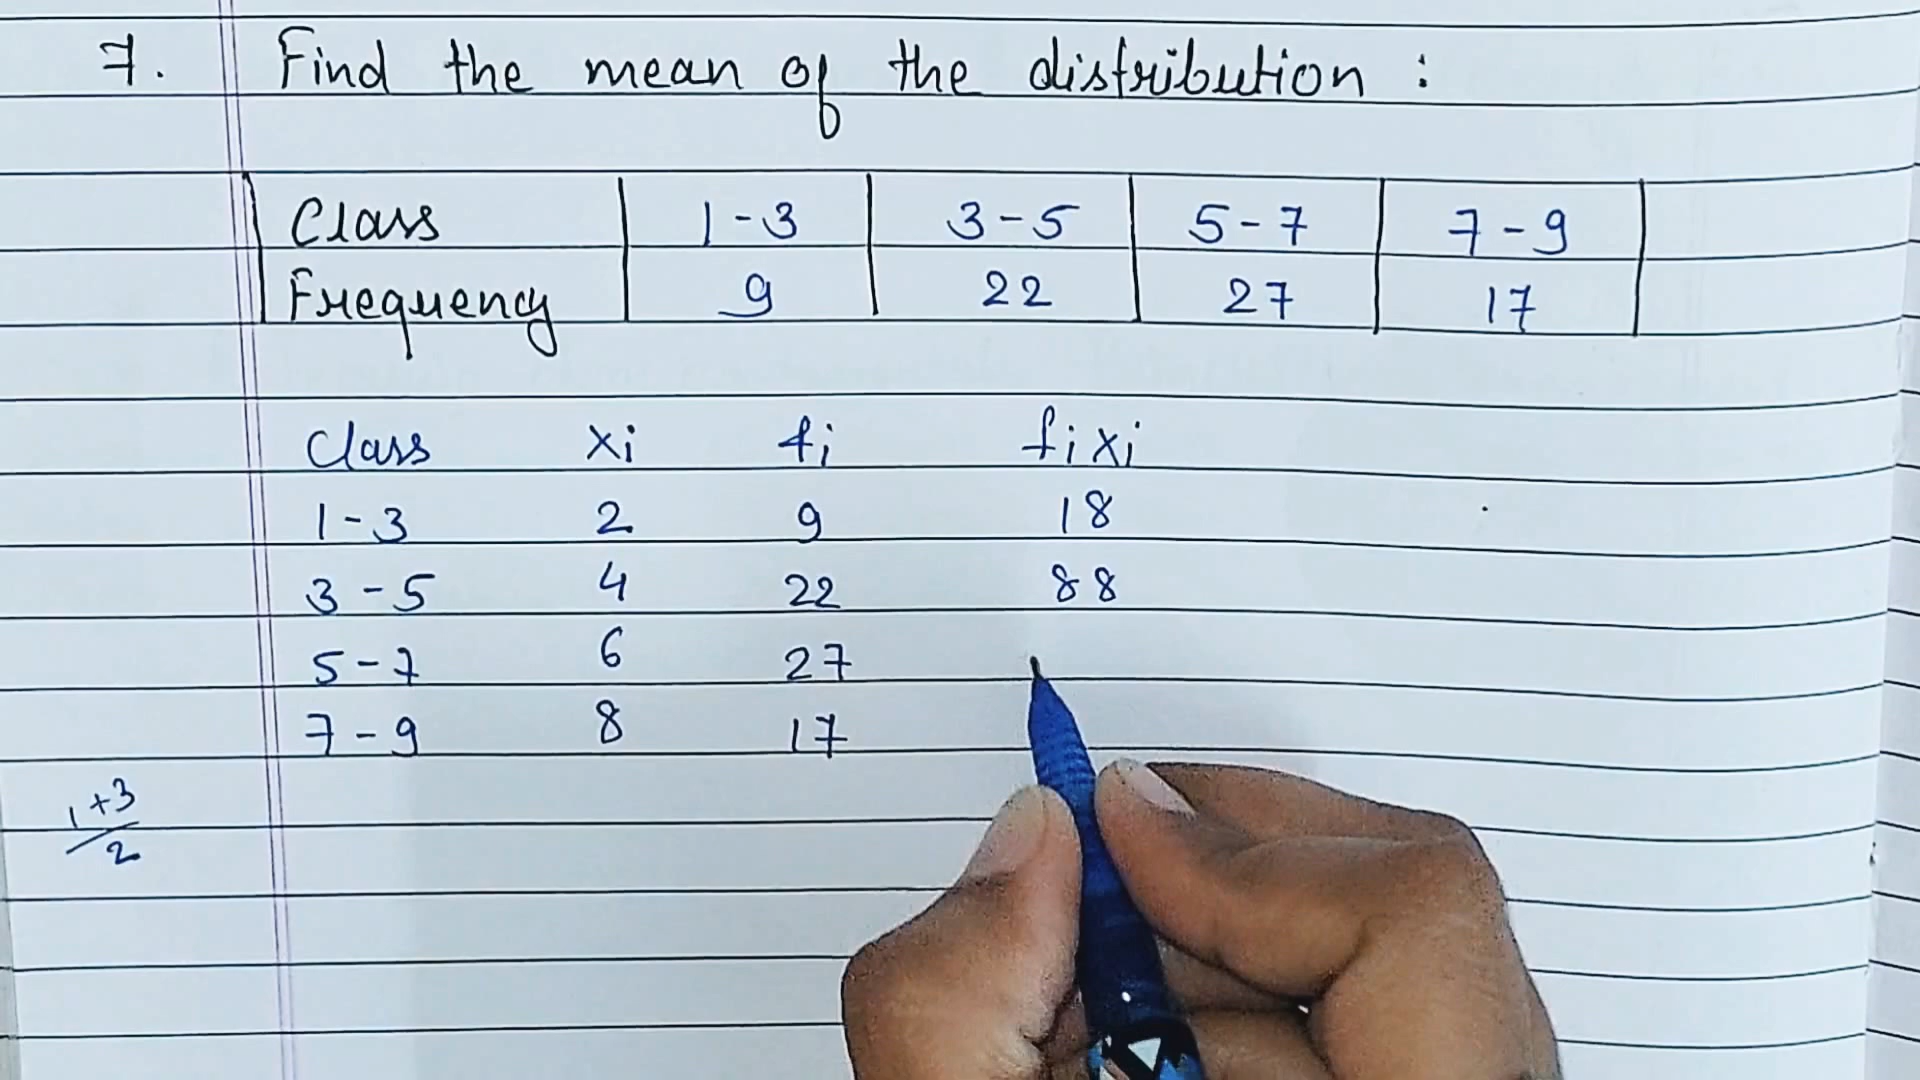 7. Find the mean of the distribution :
Class 1-3 3-5 5-7 7-9
Frequency 9 22 27 17
Class xi fi fixi
1-3 2 9 18
3-5 4 22 88
5-7 6 27
7-9 8 17
1+3
2